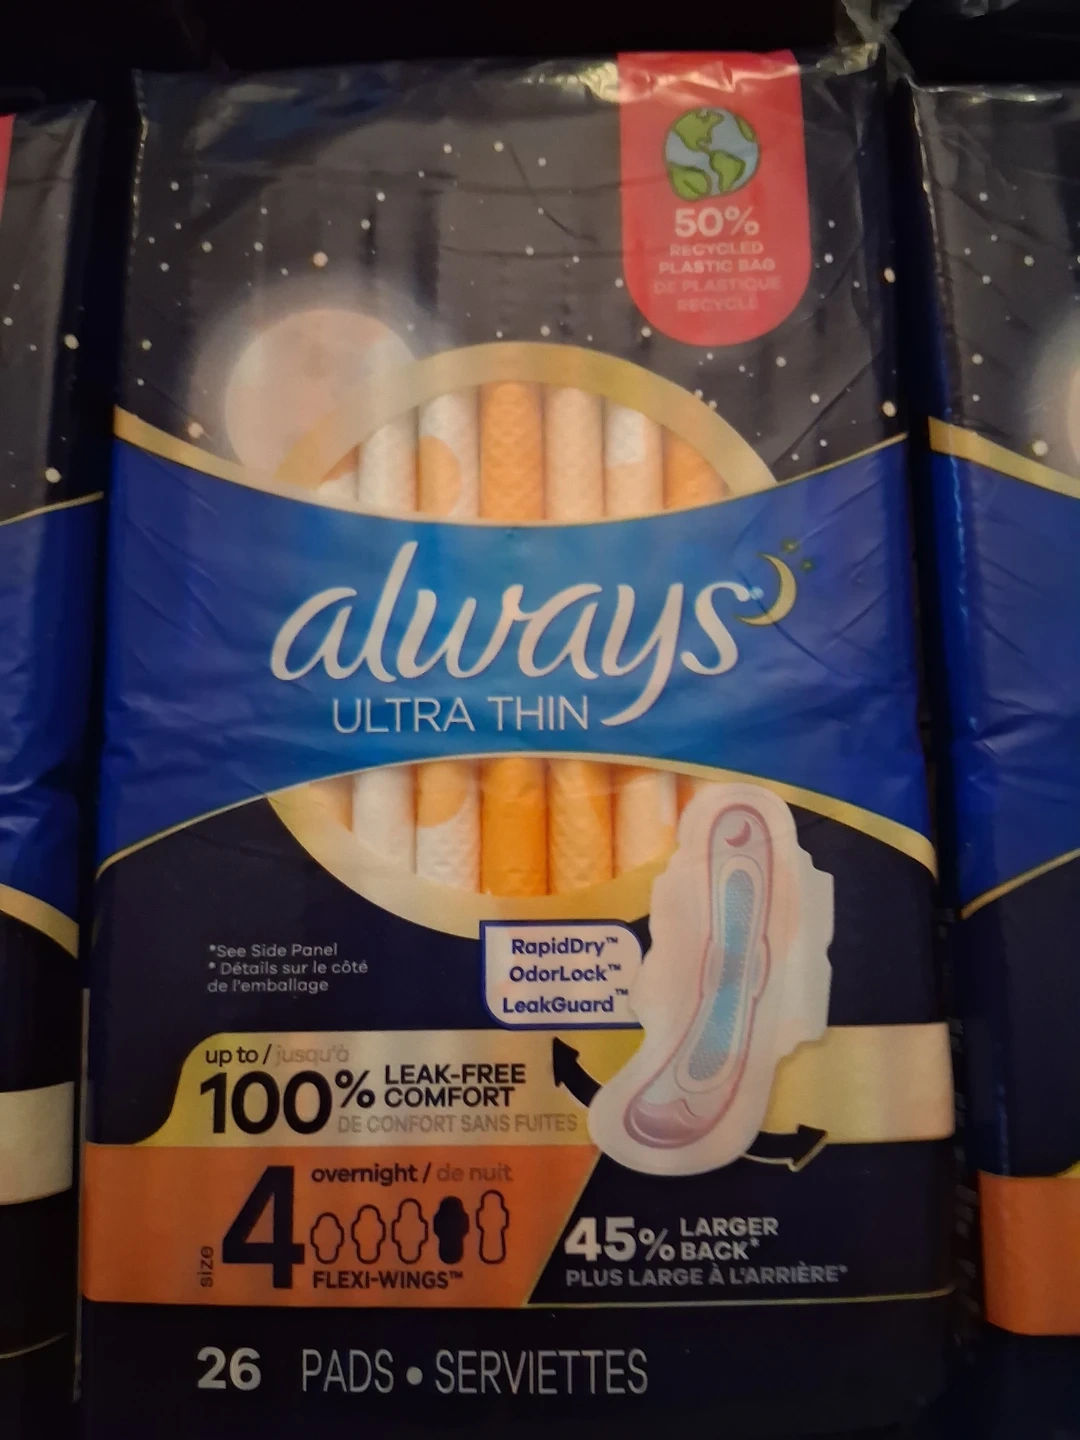 50%
RECYCLED
PLASTIC BAG
DE PLASTIQUE
RECYCLÉ
always
ULTRA THIN
RapidDry™
OdorLock™
LeakGuard™
*See Side Panel
* Détails sur le côté
de l'emballage
up to / jusqu'à
100% LEAK-FREE
COMFORT
DE CONFORT SANS FUITES
size 4
overnight / de nuit
FLEXI-WINGS™
45% LARGER
BACK*
PLUS LARGE À L'ARRIÈRE*
26 PADS • SERVIETTES